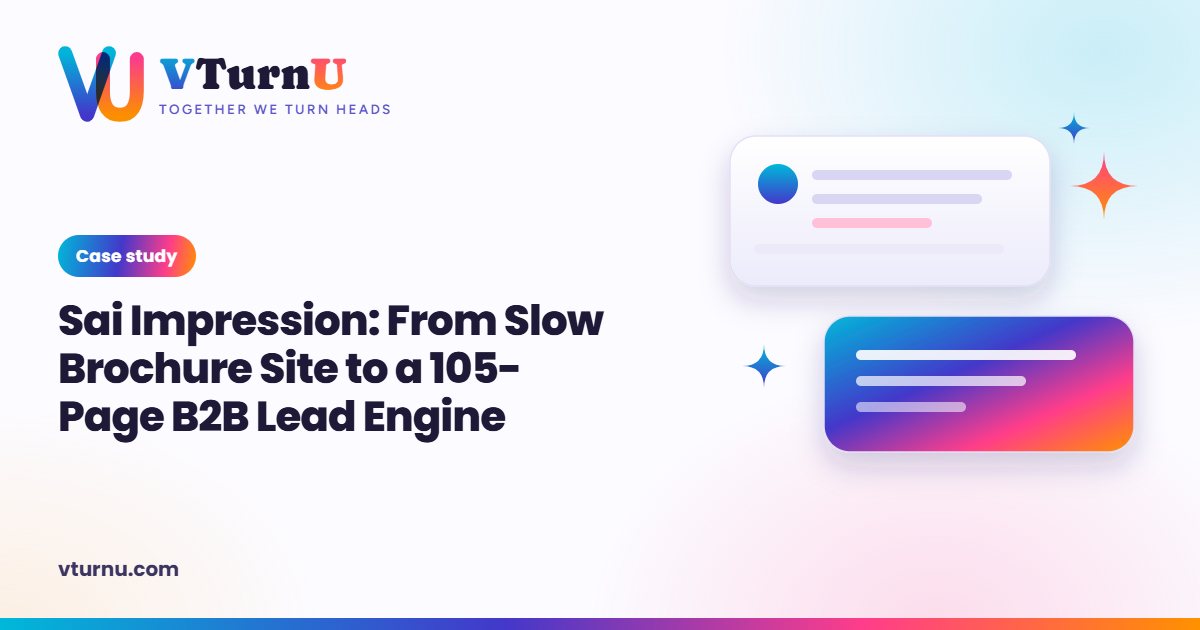 VTurnU
TOGETHER WE TURN HEADS
Case study
Sai Impression: From Slow
Brochure Site to a 105-
Page B2B Lead Engine
vturnu.com